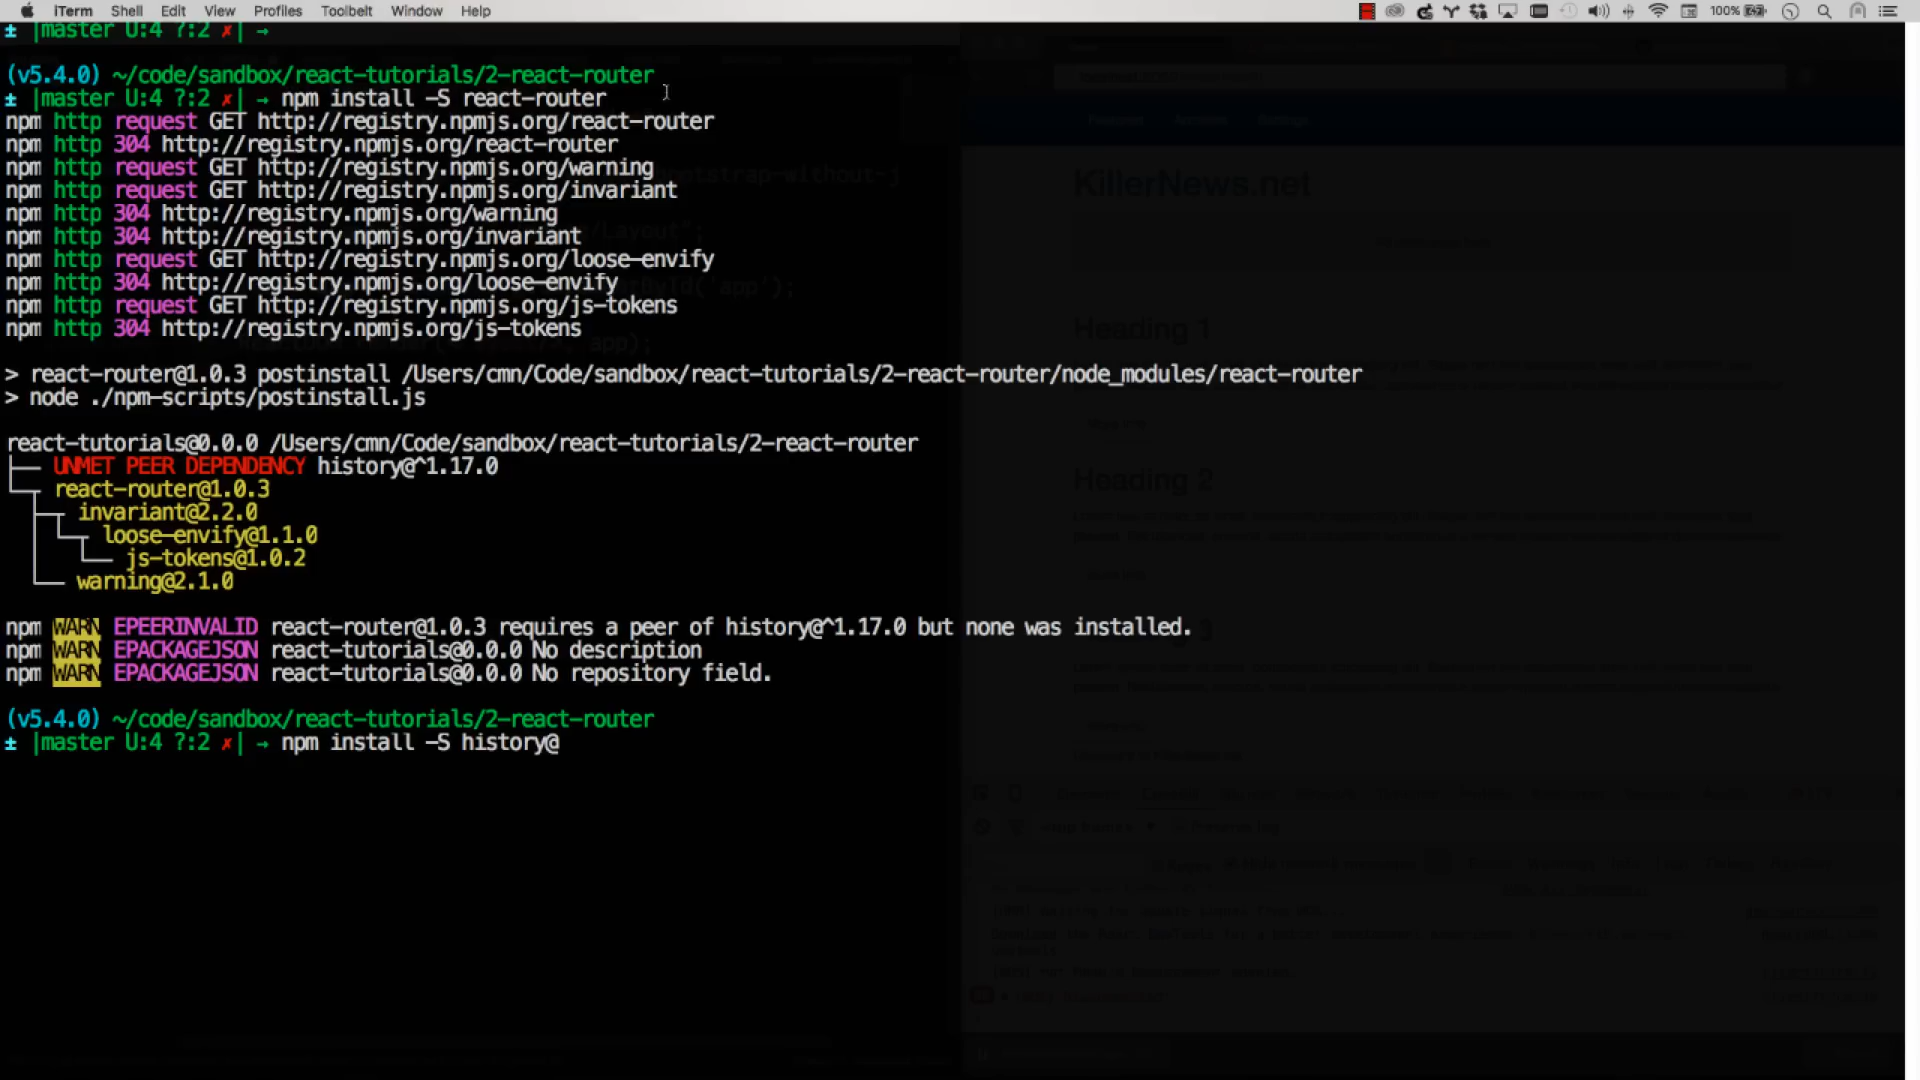 iTerm Shell Edit View Profiles Toolbelt Window Help 100%
± |master U:4 ?:2 ✗| →
(v5.4.0) ~/code/sandbox/react-tutorials/2-react-router
± |master U:4 ?:2 ✗| → npm install -S react-router
npm http request GET http://registry.npmjs.org/react-router
npm http 304 http://registry.npmjs.org/react-router
npm http request GET http://registry.npmjs.org/warning
npm http request GET http://registry.npmjs.org/invariant
npm http 304 http://registry.npmjs.org/warning
npm http 304 http://registry.npmjs.org/invariant
npm http request GET http://registry.npmjs.org/loose-envify
npm http 304 http://registry.npmjs.org/loose-envify
npm http request GET http://registry.npmjs.org/js-tokens
npm http 304 http://registry.npmjs.org/js-tokens
> react-router@1.0.3 postinstall /Users/cmn/Code/sandbox/react-tutorials/2-react-router/node_modules/react-router
> node ./npm-scripts/postinstall.js
react-tutorials@0.0.0 /Users/cmn/Code/sandbox/react-tutorials/2-react-router
├── UNMET PEER DEPENDENCY history@^1.17.0
└─┬ react-router@1.0.3
├─┬ invariant@2.2.0
│ └─┬ loose-envify@1.1.0
│ └── js-tokens@1.0.2
└── warning@2.1.0
npm WARN EPEERINVALID react-router@1.0.3 requires a peer of history@^1.17.0 but none was installed.
npm WARN EPACKAGEJSON react-tutorials@0.0.0 No description
npm WARN EPACKAGEJSON react-tutorials@0.0.0 No repository field.
(v5.4.0) ~/code/sandbox/react-tutorials/2-react-router
± |master U:4 ?:2 ✗| → npm install -S history@
KillerNews.net
Heading 1
Heading 2